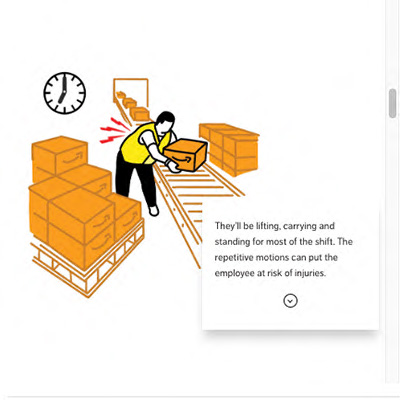 They'll be lifting, carrying and
standing for most of the shift. The
repetitive motions can put the
employee at risk of injuries.